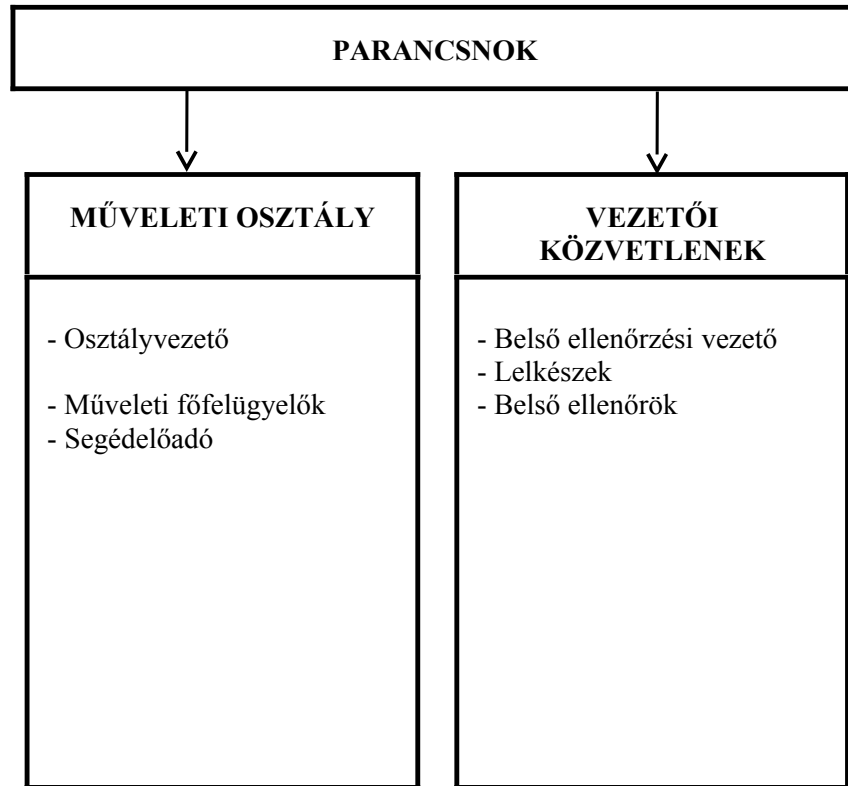 PARANCSNOK
MŰVELETI OSZTÁLY
- Osztályvezető
- Műveleti főfelügyelők
- Segédelőadó
VEZETŐI
KÖZVETLENEK
- Belső ellenőrzési vezető
- Lelkészek
- Belső ellenőrök